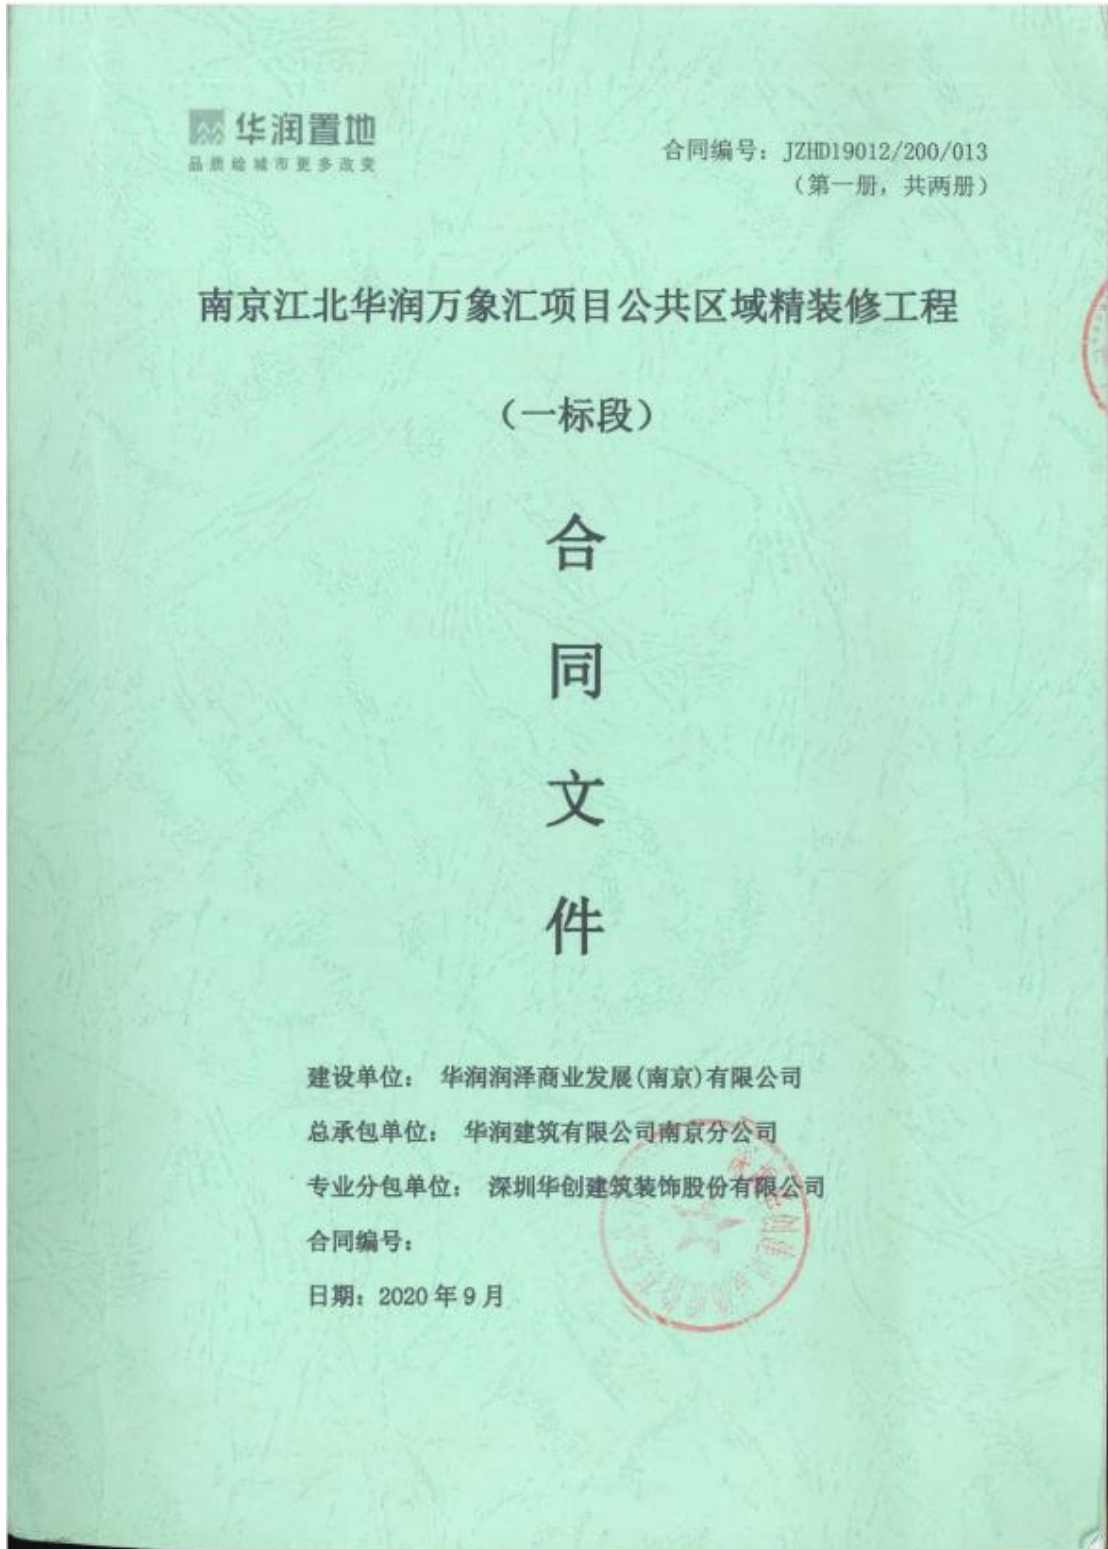 华润置地
品质给城市更多改变
合同编号：JZHD19012/200/013
（第一册，共两册）
南京江北华润万象汇项目公共区域精装修工程
（一标段）
合
同
文
件
建设单位： 华润润泽商业发展(南京)有限公司
总承包单位： 华润建筑有限公司南京分公司
专业分包单位： 深圳华创建筑装饰股份有限公司
合同编号：
日期：2020 年 9 月